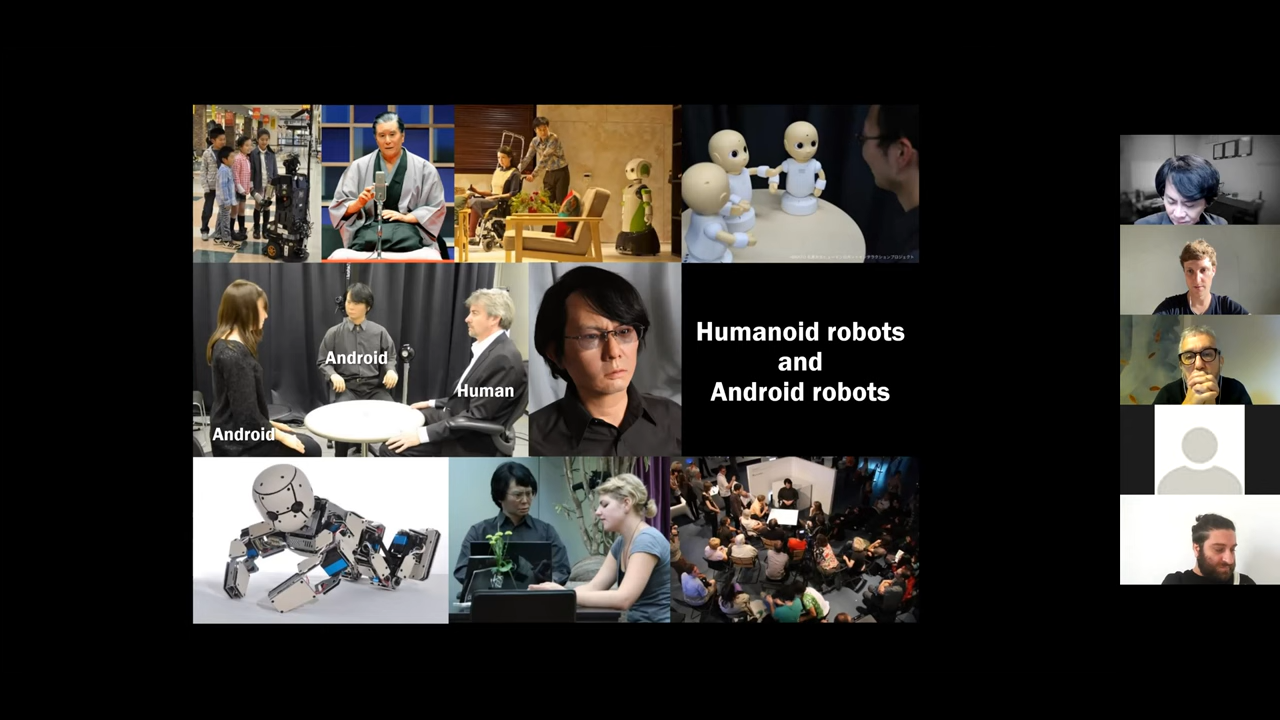 Android
Human
Android
Humanoid robots
and
Android robots